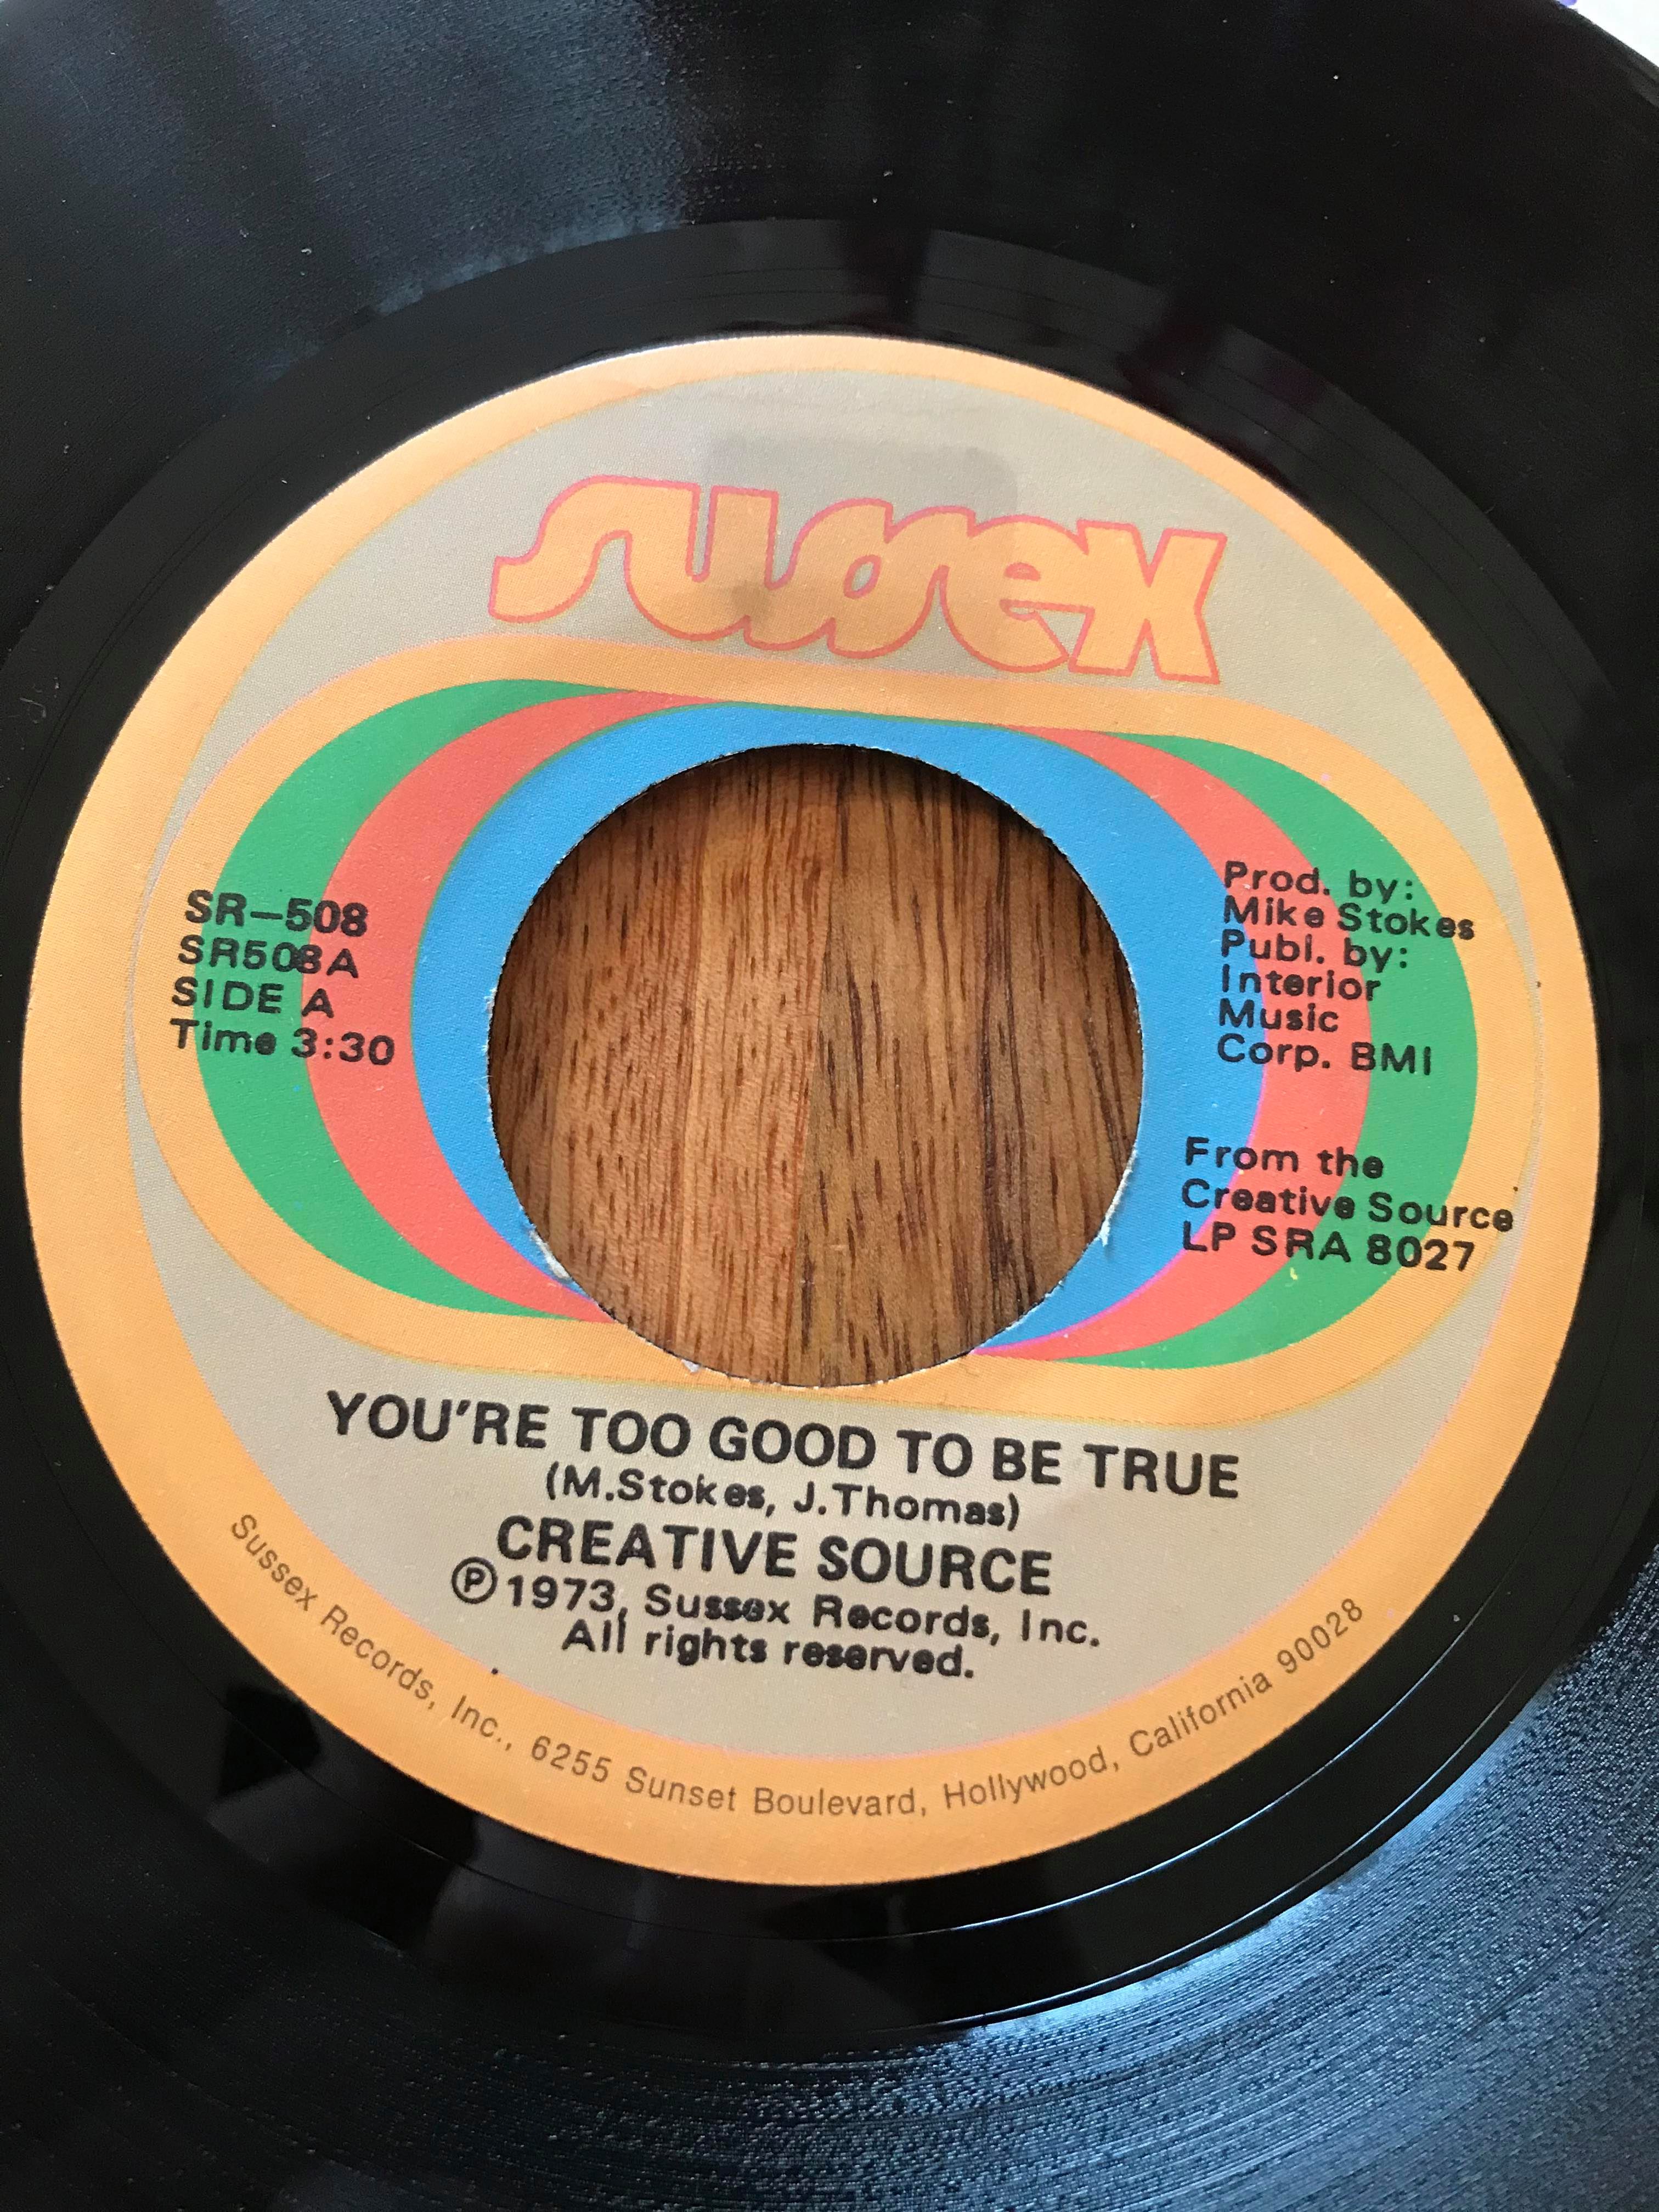 sussex
SR-508
SR508A
SIDE A
Time 3:30
Prod. by:
Mike Stokes
Publ. by:
Interior
Music
Corp. BMI
From the
Creative Source
LP SRA 8027
YOU'RE TOO GOOD TO BE TRUE
(M.Stokes, J.Thomas)
CREATIVE SOURCE
℗1973, Sussex Records, Inc.
All rights reserved.
Sussex Records, Inc., 6255 Sunset Boulevard, Hollywood, California 90028